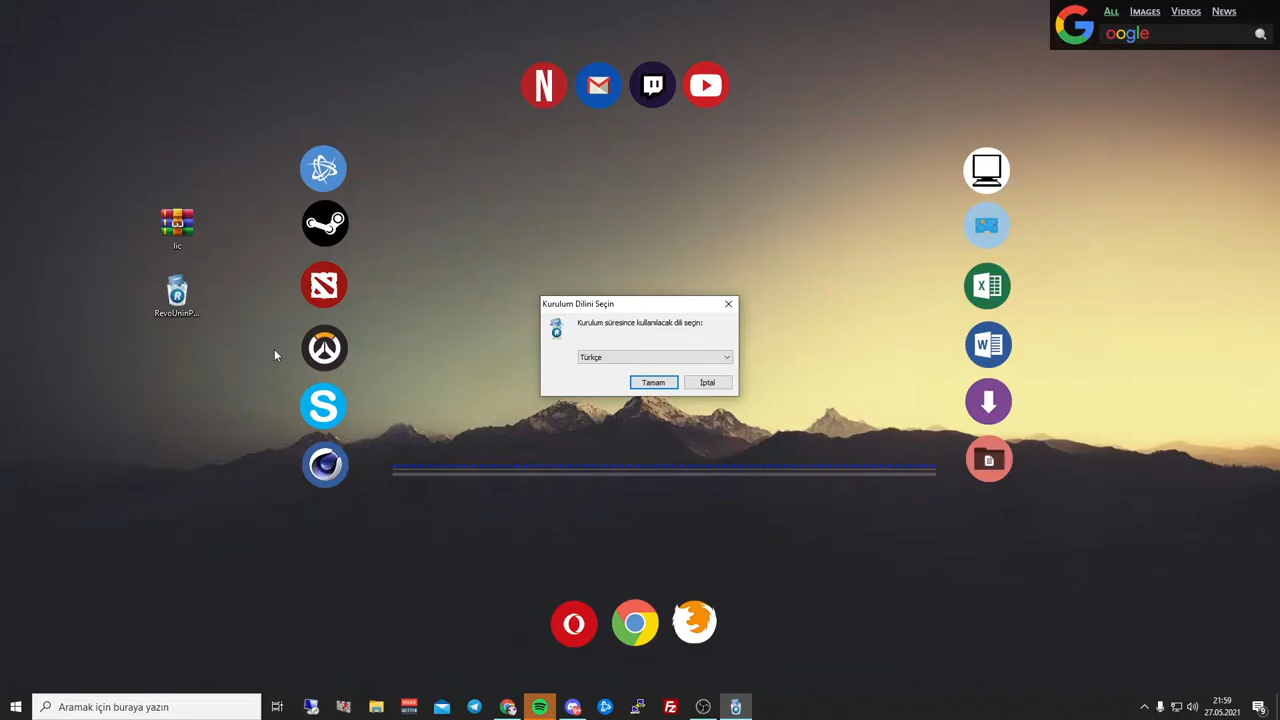 ALL IMAGES VIDEOS NEWS
oogle
lic
RevoUninP...
Kurulum Dilini Seçin
Kurulum süresince kullanılacak dili seçin:
Türkçe
Tamam
İptal
Aramak için buraya yazın
21:59
27.05.2021